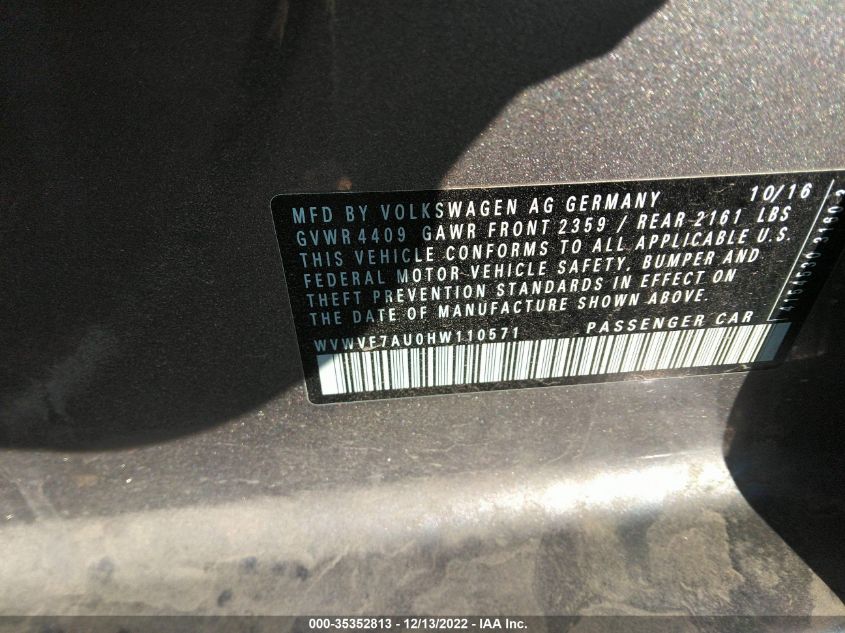 10/16
MFD BY VOLKSWAGEN AG GERMANY
GVWR 4409 GAWR FRONT 2359 / REAR 2161 LBS
THIS VEHICLE CONFORMS TO ALL APPLICABLE U.S.
FEDERAL MOTOR VEHICLE SAFETY, BUMPER AND
THEFT PREVENTION STANDARDS IN EFFECT ON
THE DATE OF MANUFACTURE SHOWN ABOVE.
WVWVF7AU0HW110571 PASSENGER CAR
000-35352813 - 12/13/2022 - IAA Inc.